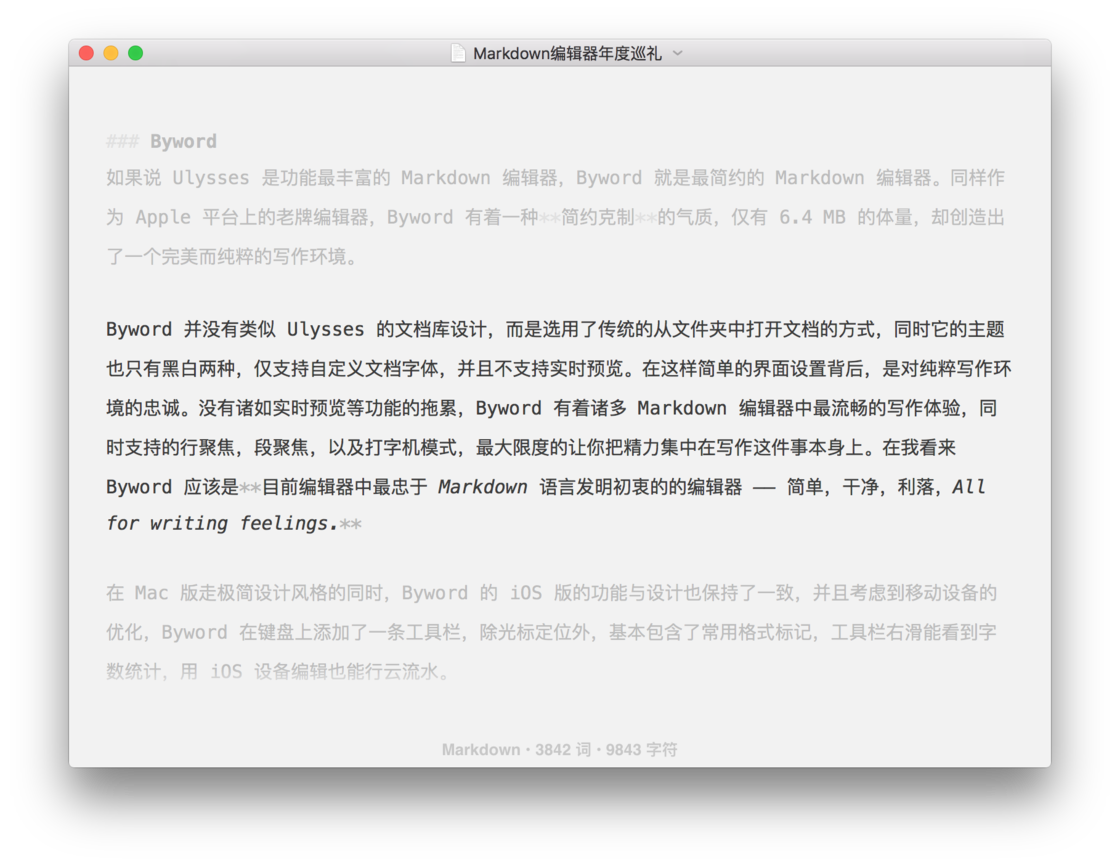 Markdown编辑器年度巡礼
### Byword
如果说 Ulysses 是功能最丰富的 Markdown 编辑器，Byword 就是最简约的 Markdown 编辑器。同样作
为 Apple 平台上的老牌编辑器，Byword 有着一种**简约克制**的气质，仅有 6.4 MB 的体量，却创造出
了一个完美而纯粹的写作环境。
Byword 并没有类似 Ulysses 的文档库设计，而是选用了传统的从文件夹中打开文档的方式，同时它的主题
也只有黑白两种，仅支持自定义文档字体，并且不支持实时预览。在这样简单的界面设置背后，是对纯粹写作环
境的忠诚。没有诸如实时预览等功能的拖累，Byword 有着诸多 Markdown 编辑器中最流畅的写作体验，同
时支持的行聚焦，段聚焦，以及打字机模式，最大限度的让你把精力集中在写作这件事本身上。在我看来
Byword 应该是**目前编辑器中最忠于 Markdown 语言发明初衷的的编辑器 —— 简单，干净，利落，All
for writing feelings.**
在 Mac 版走极简设计风格的同时，Byword 的 iOS 版的功能与设计也保持了一致，并且考虑到移动设备的
优化，Byword 在键盘上添加了一条工具栏，除光标定位外，基本包含了常用格式标记，工具栏右滑能看到字
数统计，用 iOS 设备编辑也能行云流水。
Markdown · 3842 词 · 9843 字符